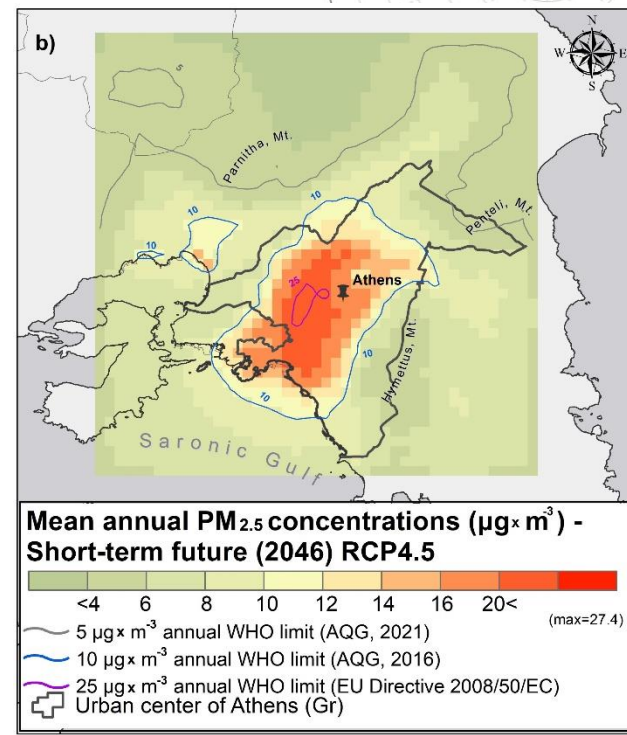 b)
N
W E
S
5
Parnitha, Mt.
10
10
10
Penteli, Mt.
25
Athens
Hymettus, Mt.
10
10
Saronic Gulf
Mean annual PM2.5 concentrations (µg× m⁻³) -
Short-term future (2046) RCP4.5
<4 6 8 10 12 14 16 20<
(max=27.4)
5 µg× m⁻³ annual WHO limit (AQG, 2021)
10 µg× m⁻³ annual WHO limit (AQG, 2016)
25 µg× m⁻³ annual WHO limit (EU Directive 2008/50/EC)
Urban center of Athens (Gr)